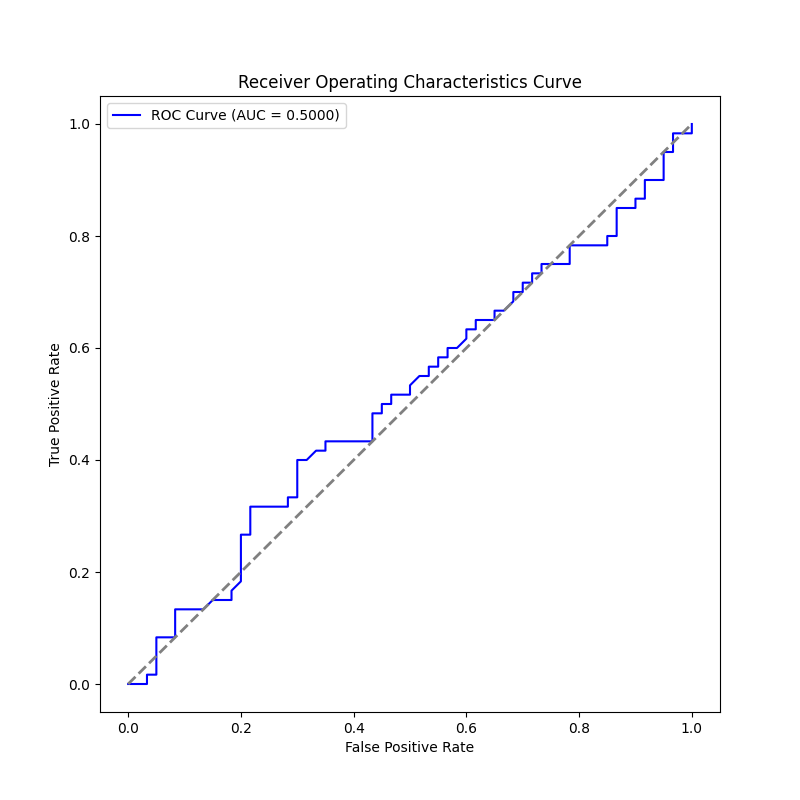 Receiver Operating Characteristics Curve
ROC Curve (AUC = 0.5000)
1.0
0.8
0.6
0.4
0.2
0.0
True Positive Rate
0.0 0.2 0.4 0.6 0.8 1.0
False Positive Rate